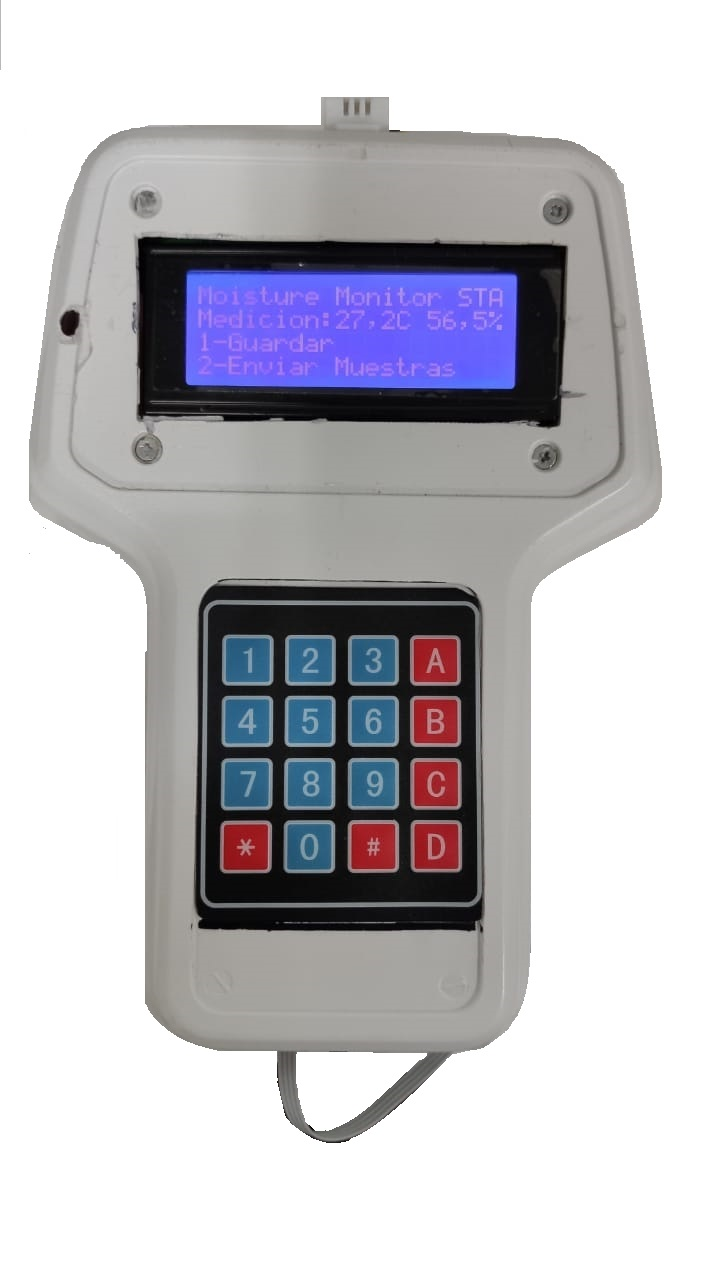 Moisture Monitor STA
Medicion:27,2C 56,5%
1-Guardar
2-Enviar Muestras
1 2 3 A
4 5 6 B
7 8 9 C
* 0 # D